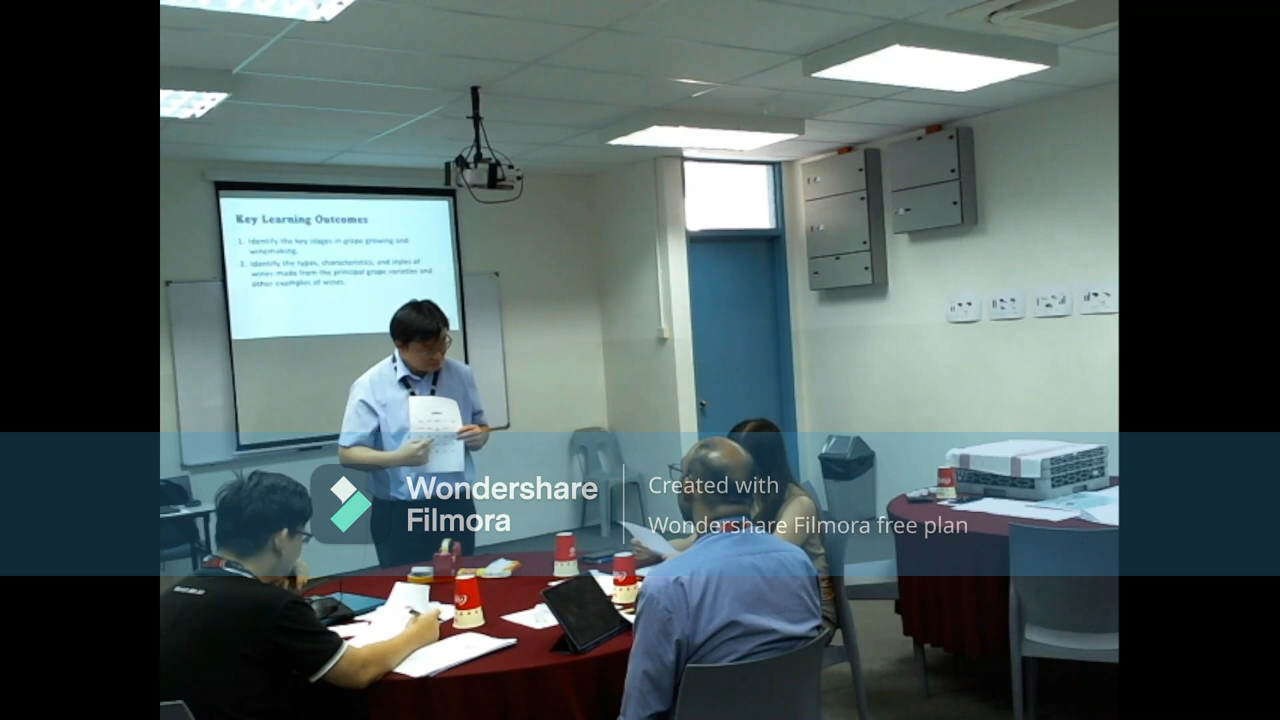 Key Learning Outcomes
1. Identify the key stages in grape growing and
winemaking.
2. Identify the types, characteristics, and styles of
wines made from the principal grape varieties and
other examples of wines.
Wondershare
Filmora
Created with
Wondershare Filmora free plan